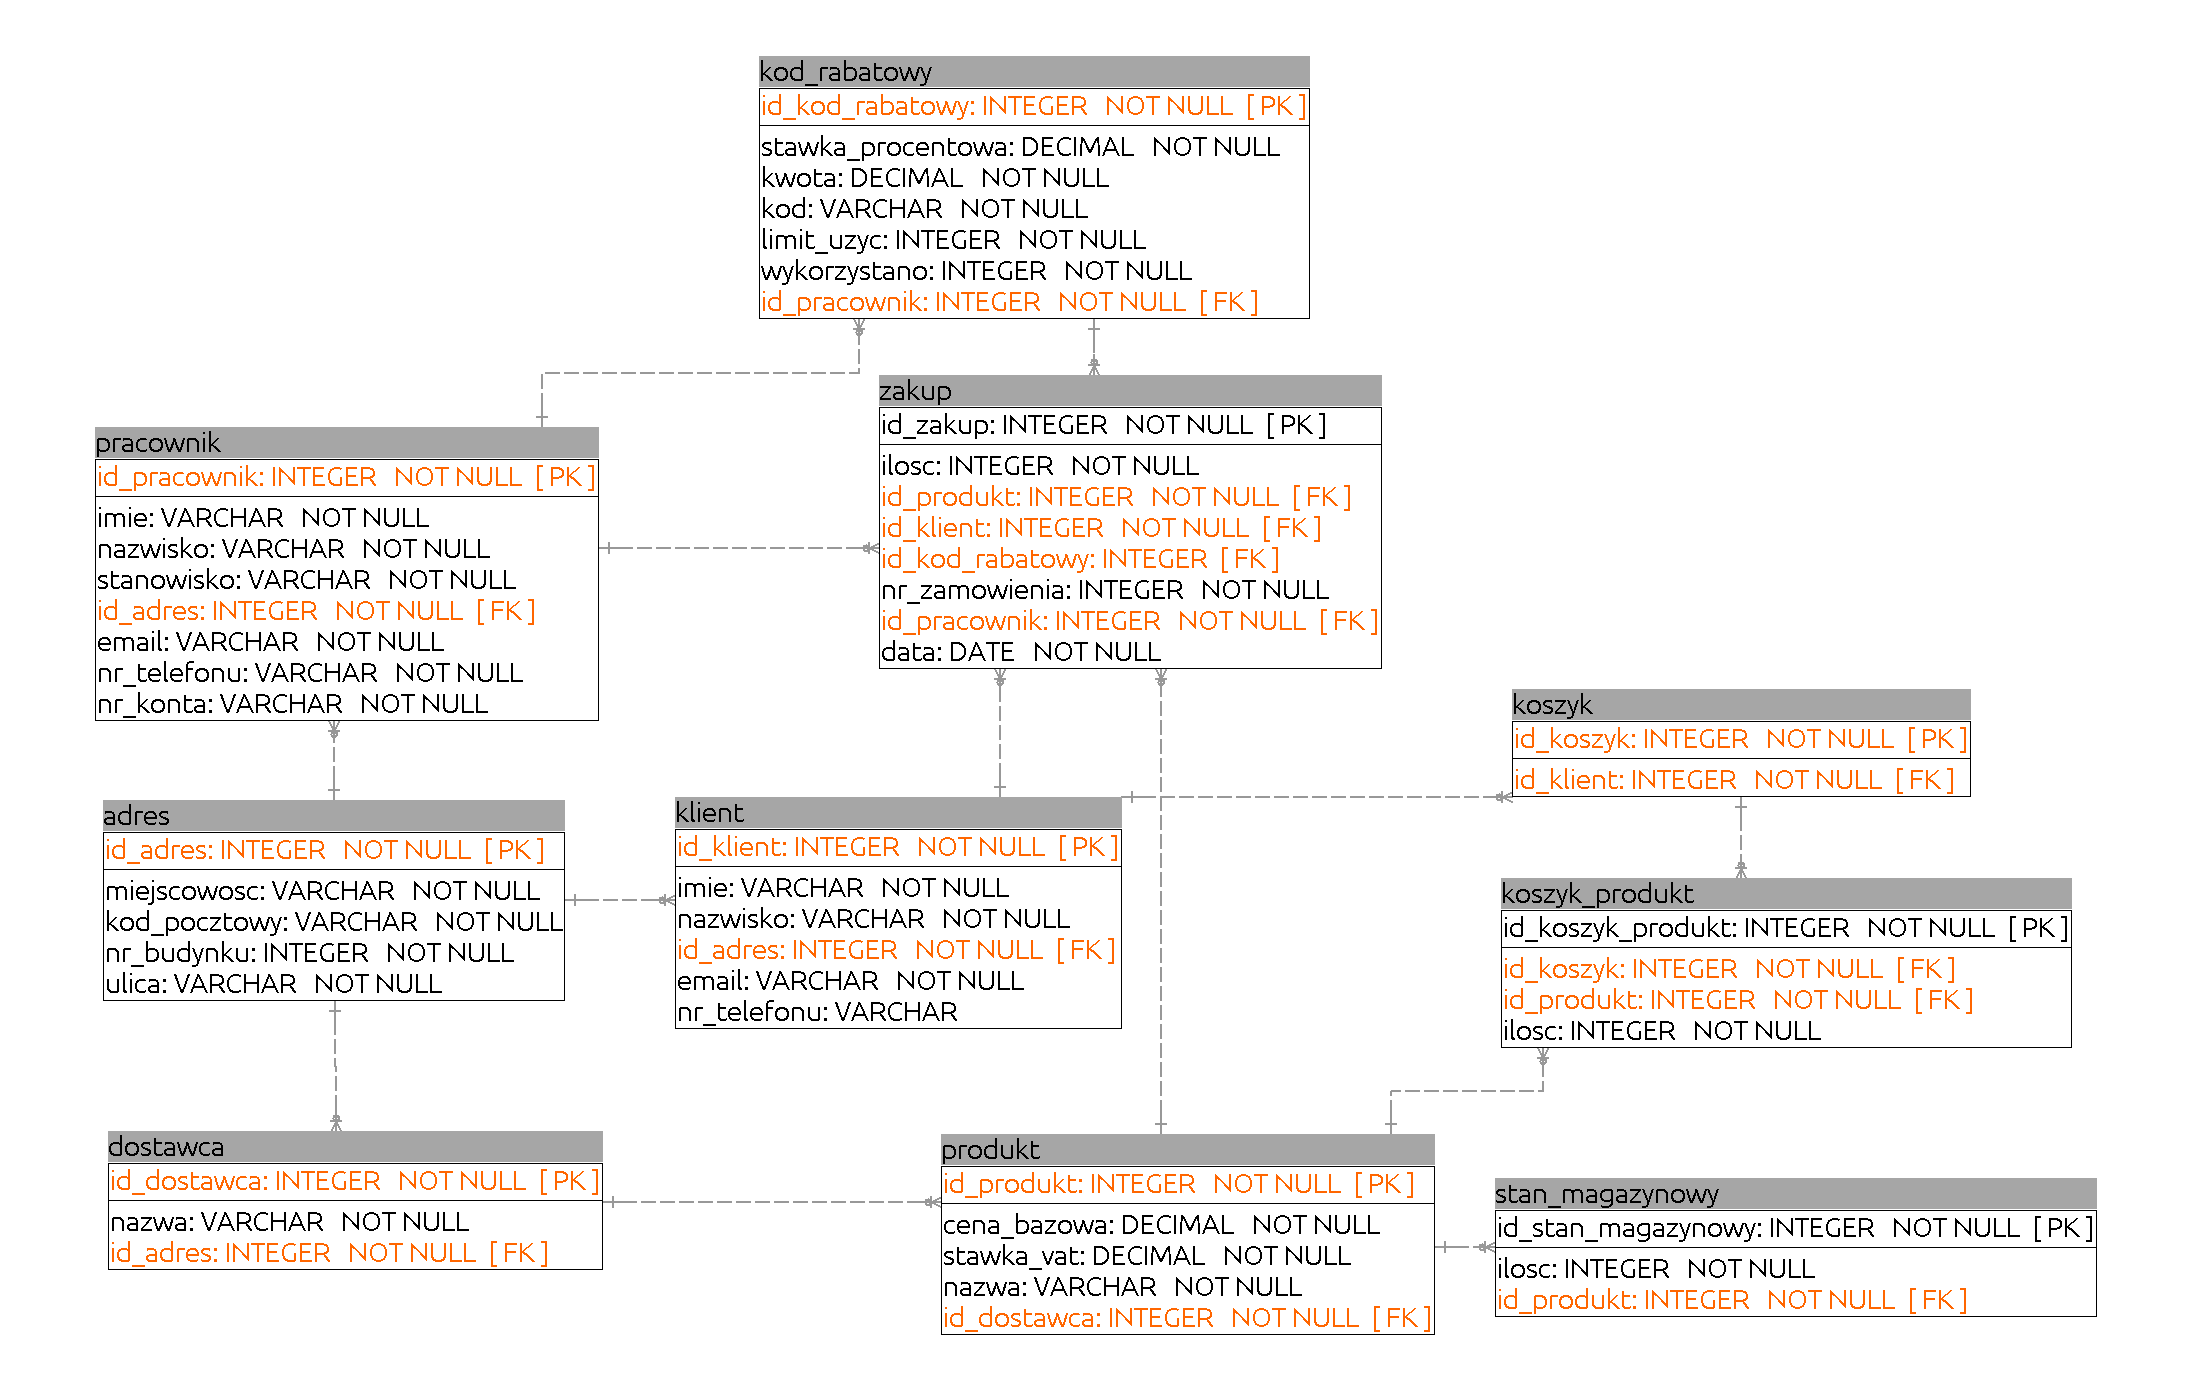 kod_rabatowy
id_kod_rabatowy: INTEGER NOT NULL [ PK ]
stawka_procentowa: DECIMAL NOT NULL
kwota: DECIMAL NOT NULL
kod: VARCHAR NOT NULL
limit_uzyc: INTEGER NOT NULL
wykorzystano: INTEGER NOT NULL
id_pracownik: INTEGER NOT NULL [ FK ]
zakup
id_zakup: INTEGER NOT NULL [ PK ]
ilosc: INTEGER NOT NULL
id_produkt: INTEGER NOT NULL [ FK ]
id_klient: INTEGER NOT NULL [ FK ]
id_kod_rabatowy: INTEGER [ FK ]
nr_zamowienia: INTEGER NOT NULL
id_pracownik: INTEGER NOT NULL [ FK ]
data: DATE NOT NULL
pracownik
id_pracownik: INTEGER NOT NULL [ PK ]
imie: VARCHAR NOT NULL
nazwisko: VARCHAR NOT NULL
stanowisko: VARCHAR NOT NULL
id_adres: INTEGER NOT NULL [ FK ]
email: VARCHAR NOT NULL
nr_telefonu: VARCHAR NOT NULL
nr_konta: VARCHAR NOT NULL
koszyk
id_koszyk: INTEGER NOT NULL [ PK ]
id_klient: INTEGER NOT NULL [ FK ]
adres
id_adres: INTEGER NOT NULL [ PK ]
miejscowosc: VARCHAR NOT NULL
kod_pocztowy: VARCHAR NOT NULL
nr_budynku: INTEGER NOT NULL
ulica: VARCHAR NOT NULL
klient
id_klient: INTEGER NOT NULL [ PK ]
imie: VARCHAR NOT NULL
nazwisko: VARCHAR NOT NULL
id_adres: INTEGER NOT NULL [ FK ]
email: VARCHAR NOT NULL
nr_telefonu: VARCHAR
koszyk_produkt
id_koszyk_produkt: INTEGER NOT NULL [ PK ]
id_koszyk: INTEGER NOT NULL [ FK ]
id_produkt: INTEGER NOT NULL [ FK ]
ilosc: INTEGER NOT NULL
dostawca
id_dostawca: INTEGER NOT NULL [ PK ]
nazwa: VARCHAR NOT NULL
id_adres: INTEGER NOT NULL [ FK ]
produkt
id_produkt: INTEGER NOT NULL [ PK ]
cena_bazowa: DECIMAL NOT NULL
stawka_vat: DECIMAL NOT NULL
nazwa: VARCHAR NOT NULL
id_dostawca: INTEGER NOT NULL [ FK ]
stan_magazynowy
id_stan_magazynowy: INTEGER NOT NULL [ PK ]
ilosc: INTEGER NOT NULL
id_produkt: INTEGER NOT NULL [ FK ]